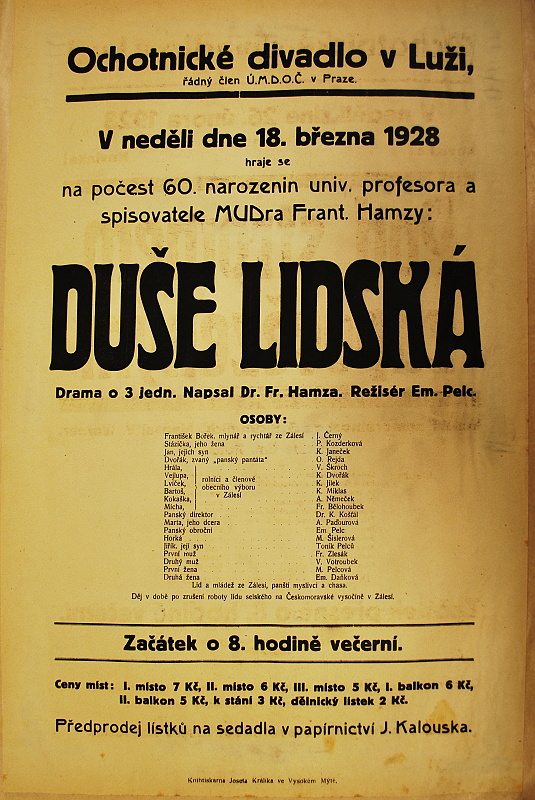 Ochotnické divadlo v Luži,
řádný člen Ú.M.D.O.Č. v Praze.
V neděli dne 18. března 1928
hraje se
na počest 60. narozenin univ. profesora a
spisovatele MUDra Frant. Hamzy:
DUŠE LIDSKÁ
Drama o 3 jedn. Napsal Dr. Fr. Hamza. Režisér Em. Pelc.
OSOBY:
František Bořek, mlynář a rychtář ze Zálesí . J. Černý
Stázička, jeho žena P. Kozderková
Jan, jejich syn K. Janeček
Dvořák, zvaný „panský pantáta" O. Rejda
Hrála, V. Škroch
Vejlupa, K. Dvořák
rolníci a členové
Lvíček, K. Jílek
obecního výboru
Bartoš, K. Miklas
v Zálesí
Kokaška, A. Němeček
Mícha, Fr. Bělohoubek
Panský direktor Dr. K. Košťál
Marta, jeho dcera A. Paďourová
Panský obroční Em. Pelc
Horká M. Šislerová
Jiřík, její syn Toník Pelců
První muž Fr. Zlesák
Druhý muž V. Votroubek
První žena M. Pelcová
Druhá žena Em. Daňková
Lid a mládež ze Zálesí, panští myslivci a chasa.
Děj v době po zrušení roboty lidu selského na Českomoravské vysočině v Zálesí.
Začátek o 8. hodině večerní.
Ceny míst: I. místo 7 Kč, II. místo 6 Kč, III. místo 5 Kč, I. balkon 6 Kč,
II. balkon 5 Kč, k stání 3 Kč, dělnický lístek 2 Kč.
Předprodej lístků na sedadla v papírnictví J. Kalouska.
Knihtiskárna Josefa Králíka ve Vysokém Mýtě.